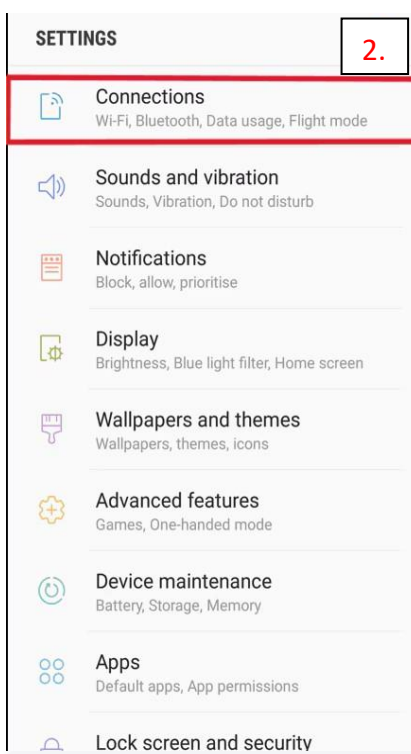 SETTINGS
2.
Connections
Wi-Fi, Bluetooth, Data usage, Flight mode
Sounds and vibration
Sounds, Vibration, Do not disturb
Notifications
Block, allow, prioritise
Display
Brightness, Blue light filter, Home screen
Wallpapers and themes
Wallpapers, themes, icons
Advanced features
Games, One-handed mode
Device maintenance
Battery, Storage, Memory
Apps
Default apps, App permissions
Lock screen and security